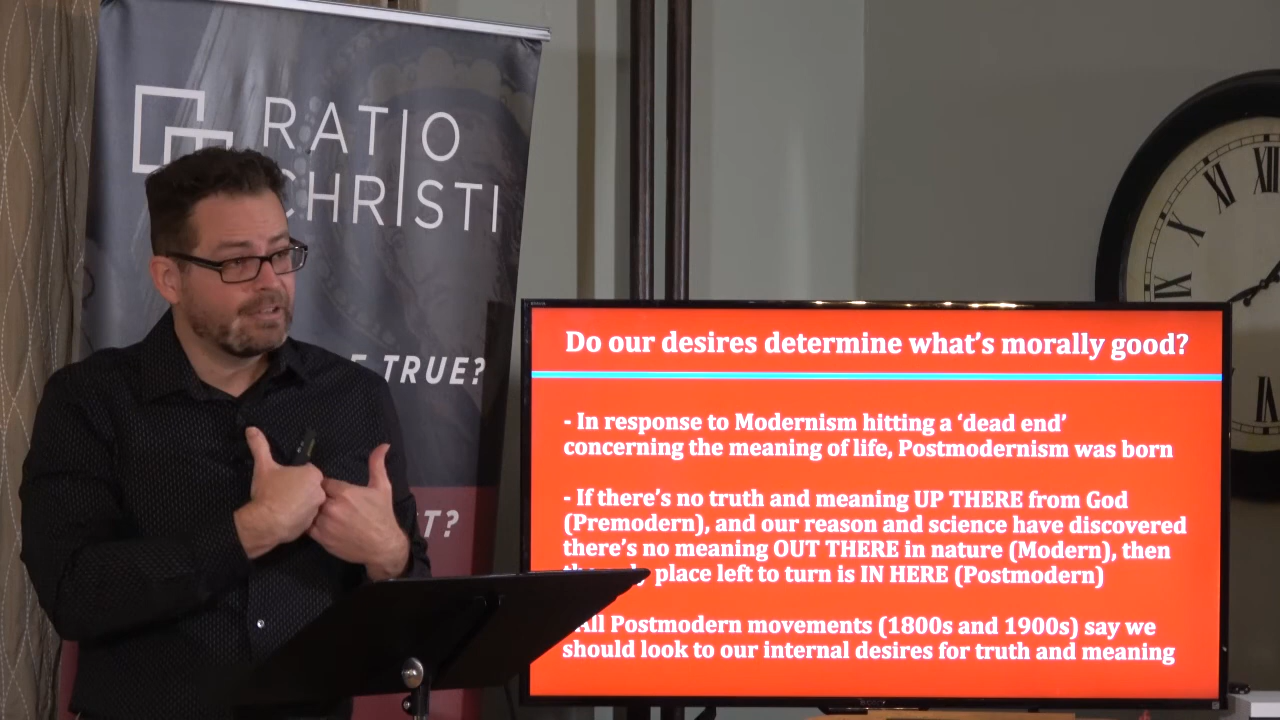 RATIO
CHRISTI
TRUE?
Do our desires determine what's morally good?
- In response to Modernism hitting a ‘dead end’
concerning the meaning of life, Postmodernism was born
- If there's no truth and meaning UP THERE from God
(Premodern), and our reason and science have discovered
there's no meaning OUT THERE in nature (Modern), then
place left to turn is IN HERE (Postmodern)
All Postmodern movements (1800s and 1900s) say we
should look to our internal desires for truth and meaning
XII
XI
X
IX